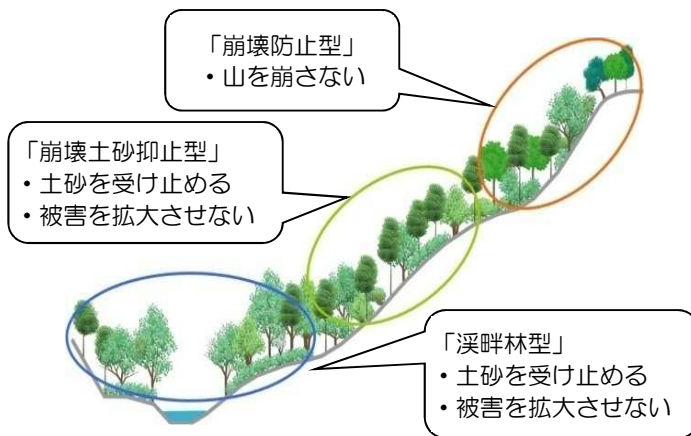 「崩壊防止型」
・山を崩さない
「崩壊土砂抑止型」
・土砂を受け止める
・被害を拡大させない
「渓畔林型」
・土砂を受け止める
・被害を拡大させない